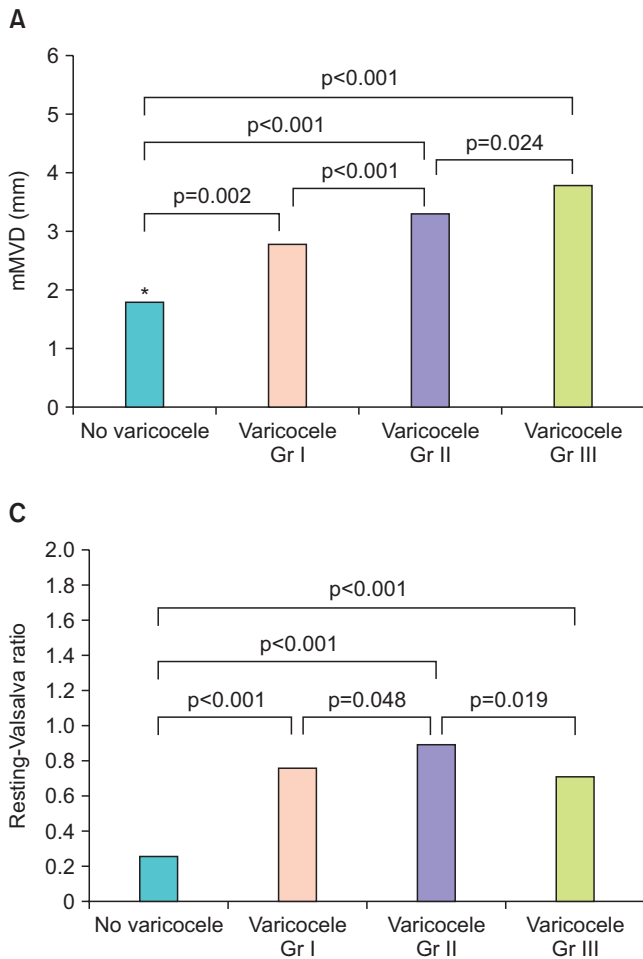 A
6
5
4
3
2
1
0
mMVD (mm)
p<0.001
p<0.001
p=0.024
p<0.001
p=0.002
*
No varicocele
Varicocele
Gr I
Varicocele
Gr II
Varicocele
Gr III
C
2.0
1.8
1.6
1.4
1.2
1.0
0.8
0.6
0.4
0.2
0
Resting-Valsalva ratio
p<0.001
p<0.001
p<0.001
p=0.048
p=0.019
No varicocele
Varicocele
Gr I
Varicocele
Gr II
Varicocele
Gr III